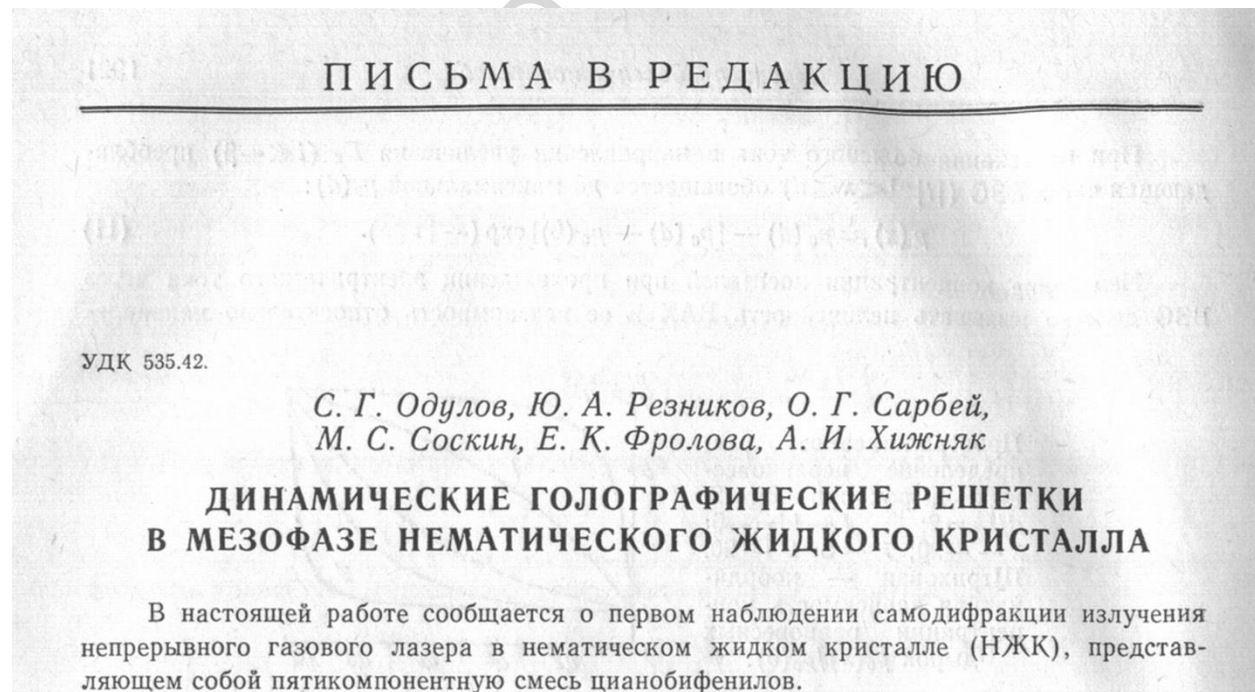 ПИСЬМА В РЕДАКЦИЮ
УДК 535.42.
С. Г. Одулов, Ю. А. Резников, О. Г. Сарбей,
М. С. Соскин, Е. К. Фролова, А. И. Хижняк
ДИНАМИЧЕСКИЕ ГОЛОГРАФИЧЕСКИЕ РЕШЕТКИ
В МЕЗОФАЗЕ НЕМАТИЧЕСКОГО ЖИДКОГО КРИСТАЛЛА
В настоящей работе сообщается о первом наблюдении самодифракции излучения
непрерывного газового лазера в нематическом жидком кристалле (НЖК), представ-
ляющем собой пятикомпонентную смесь цианобифенилов.